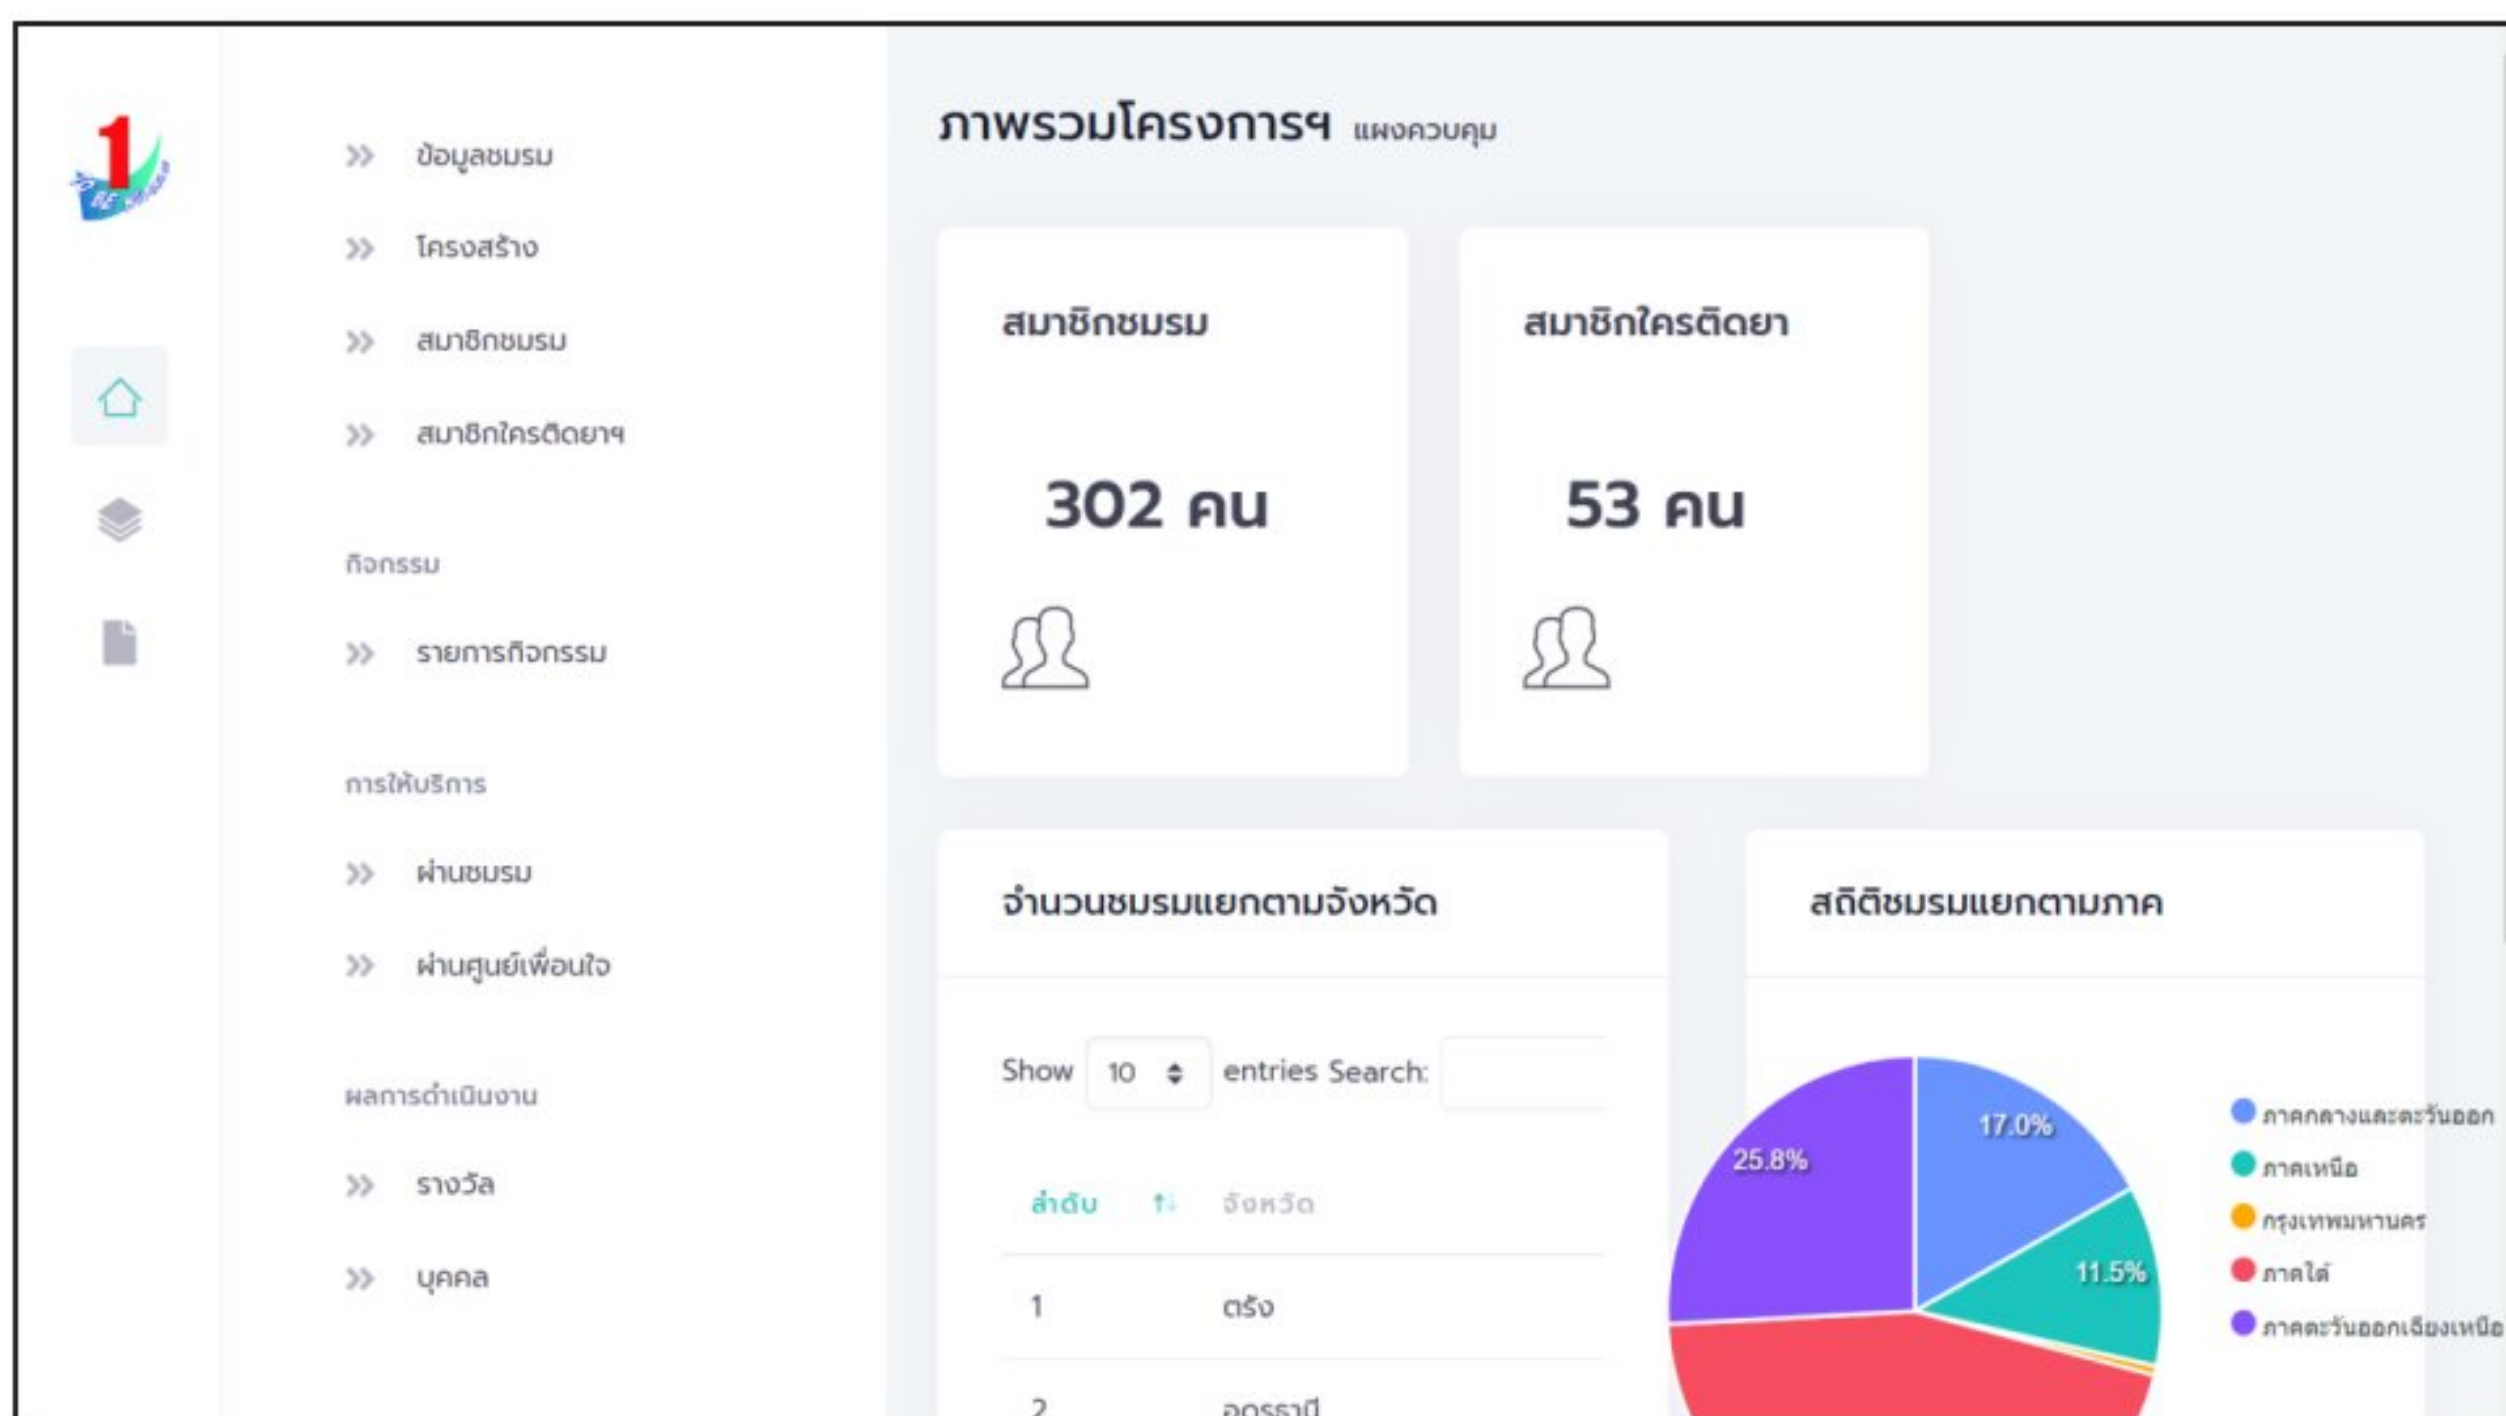 1
ข้อมูลชมรม
โครงสร้าง
สมาชิกชมรม
สมาชิกใครติดยาฯ
กิจกรรม
รายการกิจกรรม
การให้บริการ
ผ่านชมรม
ผ่านศูนย์เพื่อนใจ
ผลการดำเนินงาน
รางวัล
บุคคล
ภาพรวมโครงการฯ แผงควบคุม
สมาชิกชมรม
302 คน
สมาชิกใครติดยา
53 คน
จำนวนชมรมแยกตามจังหวัด
Show 10 entries Search:
ลำดับ จังหวัด
1 ตรัง
2 อุดรธานี
สถิติชมรมแยกตามภาค
17.0%
25.8%
11.5%
ภาคกลางและตะวันออก
ภาคเหนือ
กรุงเทพมหานคร
ภาคใต้
ภาคตะวันออกเฉียงเหนือ